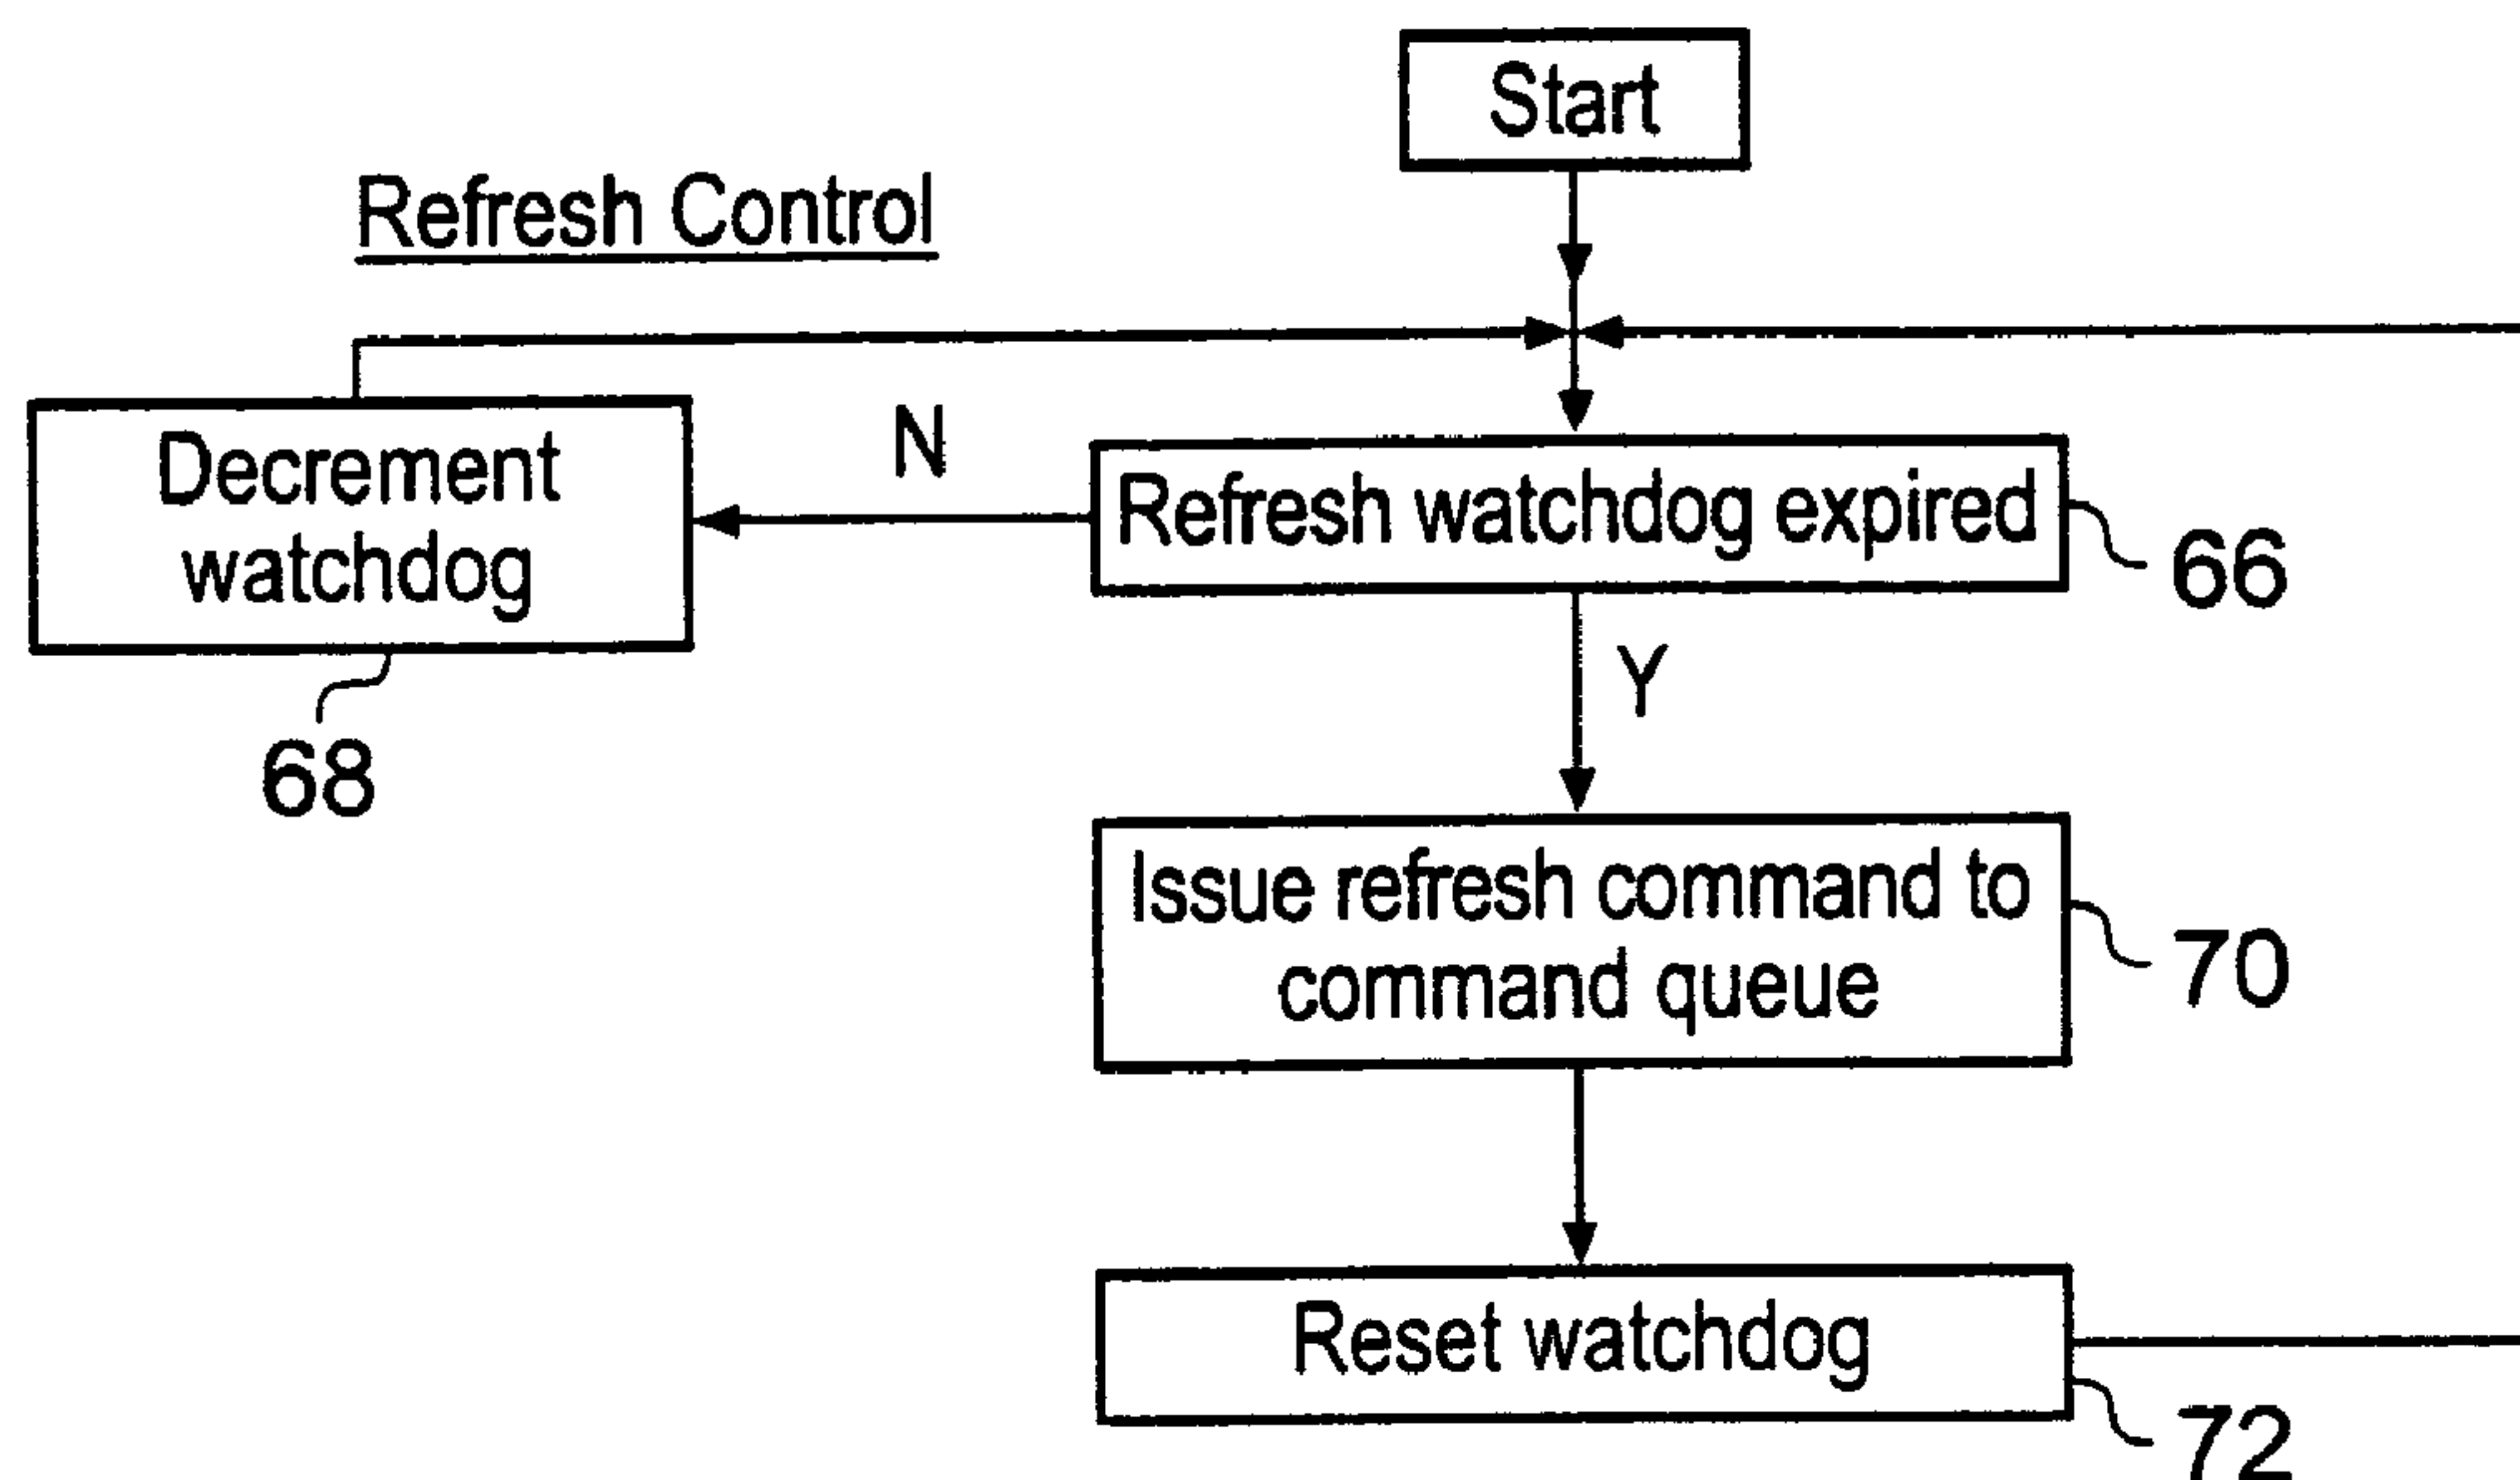 Start
Refresh Control
Decrement
watchdog
N
Refresh watchdog expired
66
Y
68
Issue refresh command to
command queue
70
Reset watchdog
72